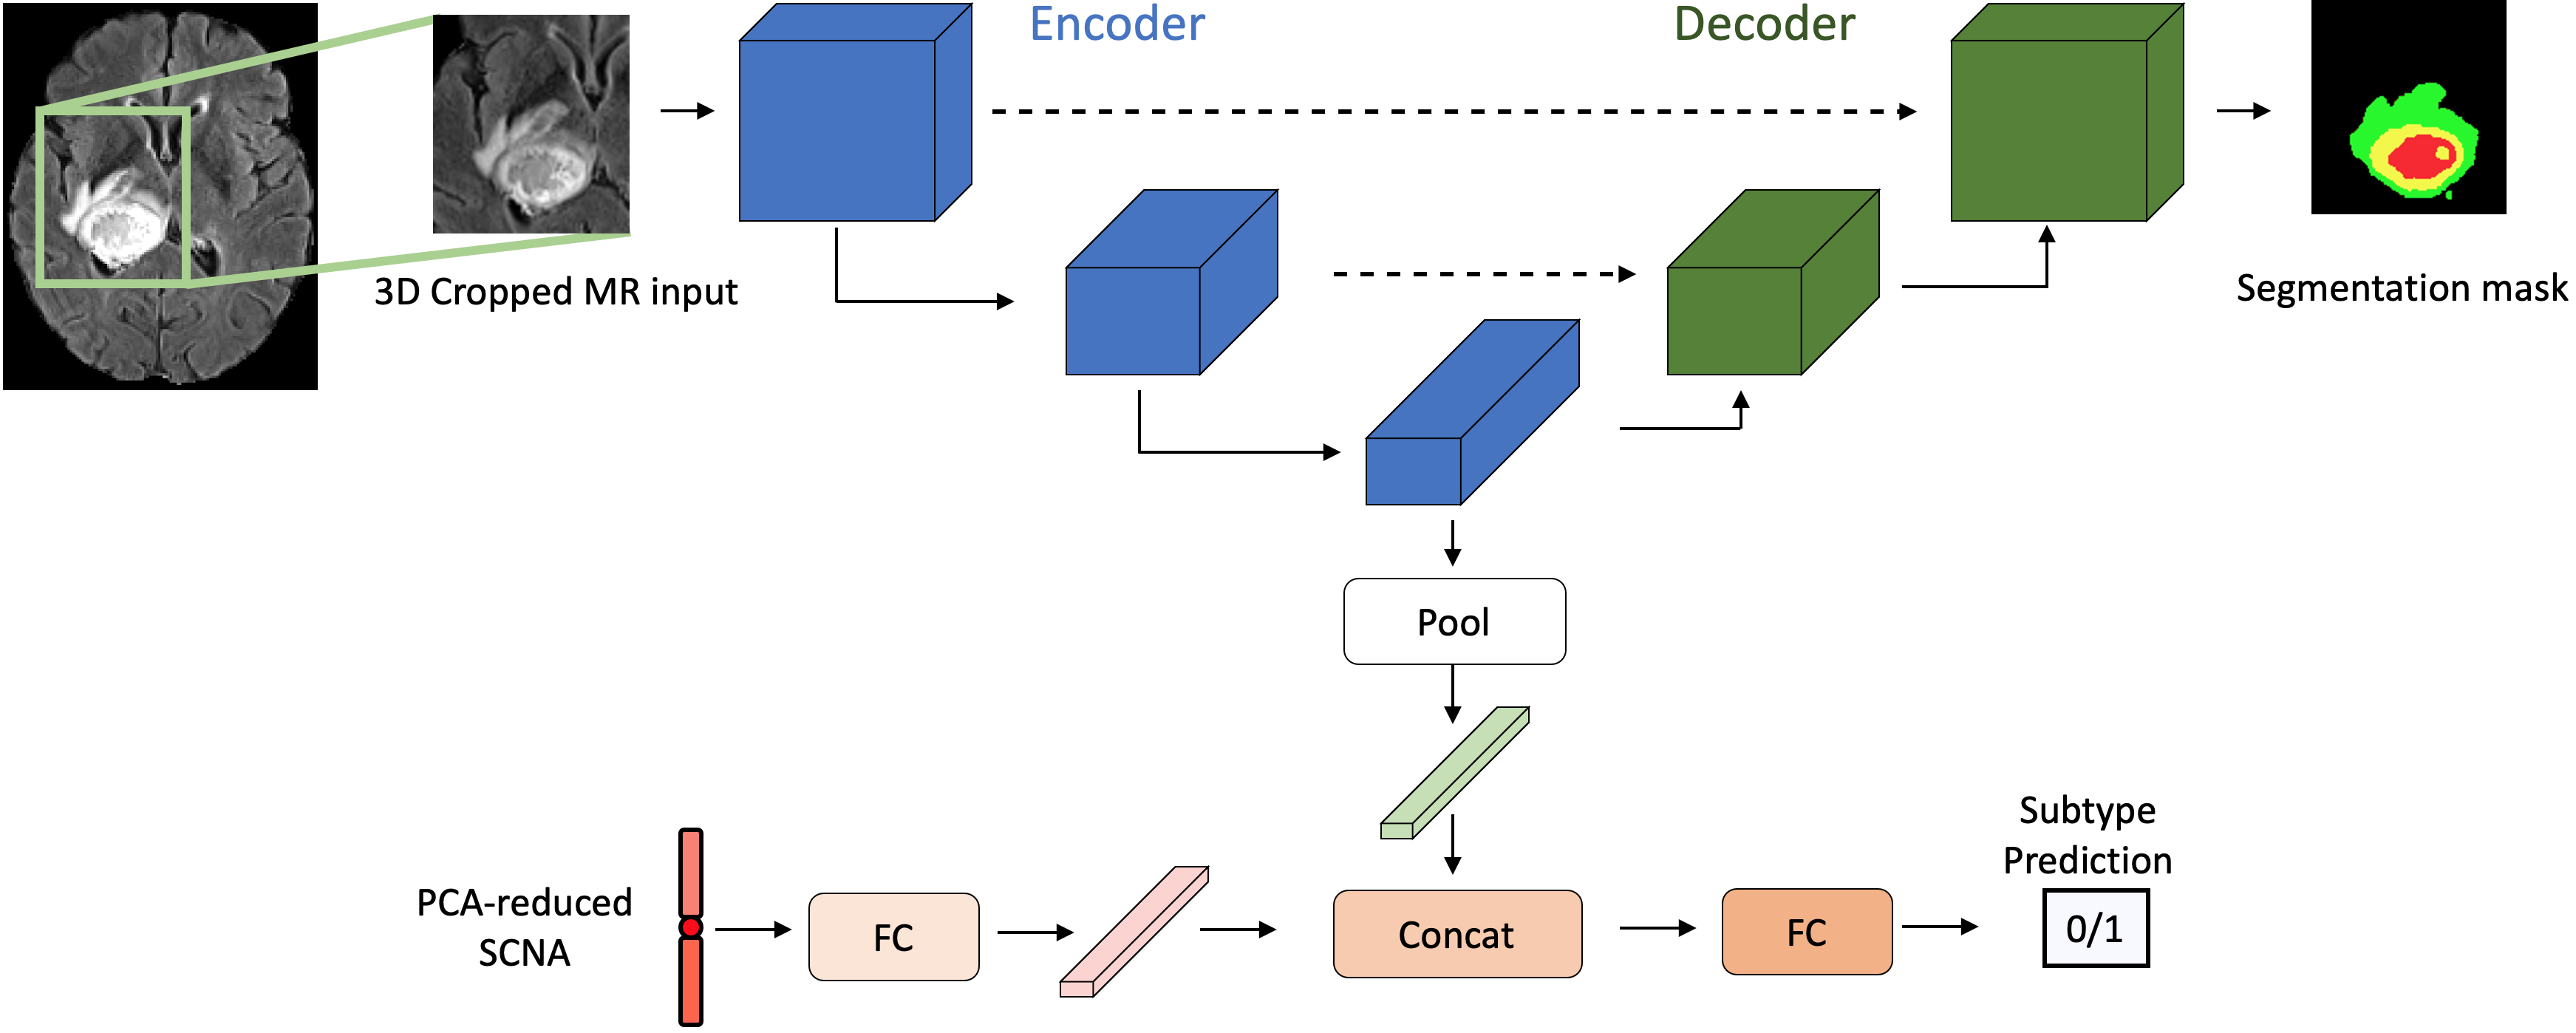 Encoder
Decoder
3D Cropped MR input
Segmentation mask
Pool
Subtype
Prediction
PCA-reduced
SCNA
FC
Concat
FC
0/1